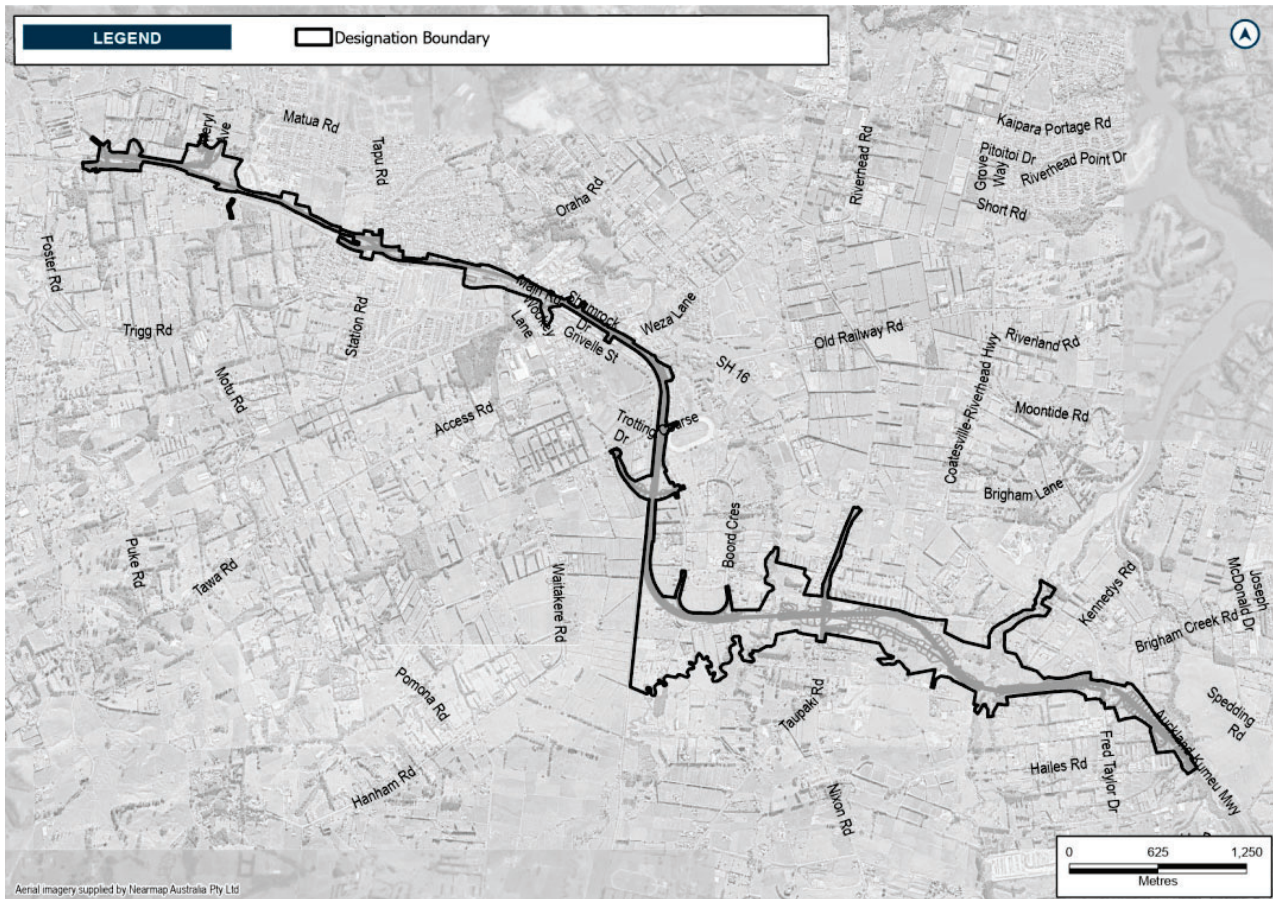 LEGEND
Designation Boundary
Matua Rd
Ave
Tapu Rd
Oraha Rd
Riverhead Rd
Kaipara Portage Rd
Pitoitoi Dr
Riverhead Point Dr
Grove
Way
Short Rd
Foster Rd
Trigg Rd
Station Rd
Motu Rd
Main Rd
Shamrock
Dr
Wookey
Lane
Grivelle St
Weza Lane
SH 16
Old Railway Rd
Coatesville-Riverhead Hwy
Riverland Rd
Moontide Rd
Brigham Lane
Access Rd
Trotting Course
Dr
Boord Cres
Puke Rd
Tawa Rd
Waitakere Rd
Pomona Rd
Hanham Rd
Taupaki Rd
Nixon Rd
Kennedys Rd
Joseph
McDonald Dr
Brigham Creek Rd
Spedding
Rd
Auckland-Kumeu Mwy
Fred Taylor Dr
Hailes Rd
0 625 1,250
Metres
Aerial imagery supplied by Nearmap Australia Pty Ltd